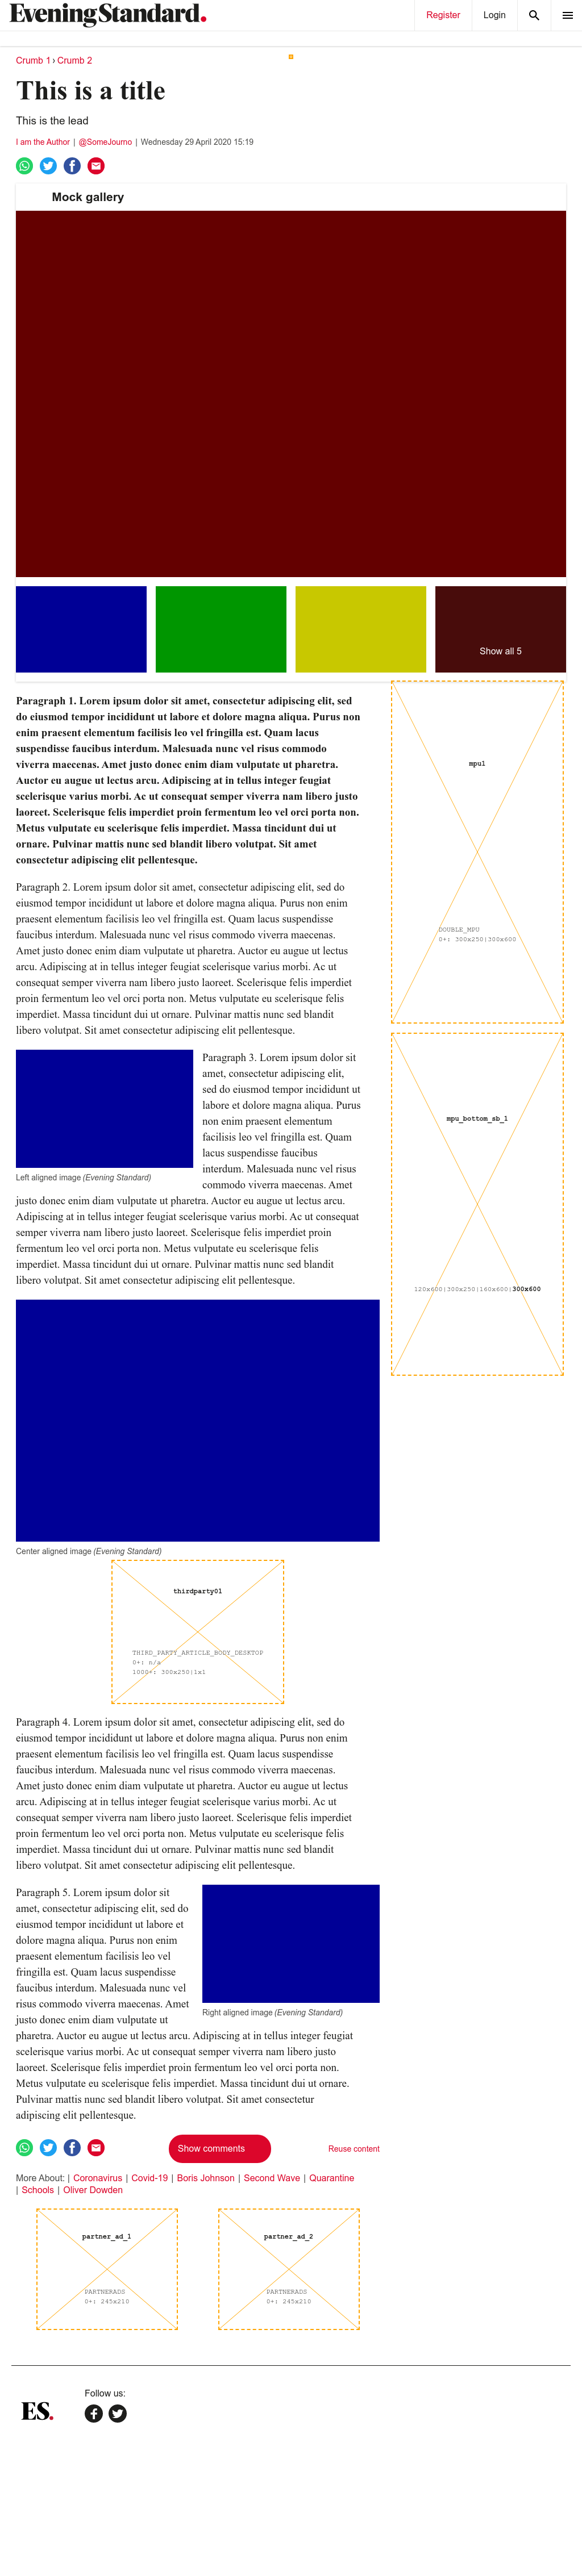 Evening Standard.
Register
Login
Crumb 1 › Crumb 2
This is a title
This is the lead
I am the Author | @SomeJourno | Wednesday 29 April 2020 15:19
Mock gallery
Show all 5
Paragraph 1. Lorem ipsum dolor sit amet, consectetur adipiscing elit, sed
do eiusmod tempor incididunt ut labore et dolore magna aliqua. Purus non
enim praesent elementum facilisis leo vel fringilla est. Quam lacus
suspendisse faucibus interdum. Malesuada nunc vel risus commodo
viverra maecenas. Amet justo donec enim diam vulputate ut pharetra.
Auctor eu augue ut lectus arcu. Adipiscing at in tellus integer feugiat
scelerisque varius morbi. Ac ut consequat semper viverra nam libero justo
laoreet. Scelerisque felis imperdiet proin fermentum leo vel orci porta non.
Metus vulputate eu scelerisque felis imperdiet. Massa tincidunt dui ut
ornare. Pulvinar mattis nunc sed blandit libero volutpat. Sit amet
consectetur adipiscing elit pellentesque.
mpu1
DOUBLE_MPU
0+: 300x250|300x600
Paragraph 2. Lorem ipsum dolor sit amet, consectetur adipiscing elit, sed do
eiusmod tempor incididunt ut labore et dolore magna aliqua. Purus non enim
praesent elementum facilisis leo vel fringilla est. Quam lacus suspendisse
faucibus interdum. Malesuada nunc vel risus commodo viverra maecenas.
Amet justo donec enim diam vulputate ut pharetra. Auctor eu augue ut lectus
arcu. Adipiscing at in tellus integer feugiat scelerisque varius morbi. Ac ut
consequat semper viverra nam libero justo laoreet. Scelerisque felis imperdiet
proin fermentum leo vel orci porta non. Metus vulputate eu scelerisque felis
imperdiet. Massa tincidunt dui ut ornare. Pulvinar mattis nunc sed blandit
libero volutpat. Sit amet consectetur adipiscing elit pellentesque.
mpu_bottom_sb_1
120x600|300x250|160x600|300x600
Left aligned image (Evening Standard)
Paragraph 3. Lorem ipsum dolor sit
amet, consectetur adipiscing elit,
sed do eiusmod tempor incididunt ut
labore et dolore magna aliqua. Purus
non enim praesent elementum
facilisis leo vel fringilla est. Quam
lacus suspendisse faucibus
interdum. Malesuada nunc vel risus
commodo viverra maecenas. Amet
justo donec enim diam vulputate ut pharetra. Auctor eu augue ut lectus arcu.
Adipiscing at in tellus integer feugiat scelerisque varius morbi. Ac ut consequat
semper viverra nam libero justo laoreet. Scelerisque felis imperdiet proin
fermentum leo vel orci porta non. Metus vulputate eu scelerisque felis
imperdiet. Massa tincidunt dui ut ornare. Pulvinar mattis nunc sed blandit
libero volutpat. Sit amet consectetur adipiscing elit pellentesque.
Center aligned image (Evening Standard)
thirdparty01
THIRD_PARTY_ARTICLE_BODY_DESKTOP
0+: n/a
1000+: 300x250|1x1
Paragraph 4. Lorem ipsum dolor sit amet, consectetur adipiscing elit, sed do
eiusmod tempor incididunt ut labore et dolore magna aliqua. Purus non enim
praesent elementum facilisis leo vel fringilla est. Quam lacus suspendisse
faucibus interdum. Malesuada nunc vel risus commodo viverra maecenas.
Amet justo donec enim diam vulputate ut pharetra. Auctor eu augue ut lectus
arcu. Adipiscing at in tellus integer feugiat scelerisque varius morbi. Ac ut
consequat semper viverra nam libero justo laoreet. Scelerisque felis imperdiet
proin fermentum leo vel orci porta non. Metus vulputate eu scelerisque felis
imperdiet. Massa tincidunt dui ut ornare. Pulvinar mattis nunc sed blandit
libero volutpat. Sit amet consectetur adipiscing elit pellentesque.
Paragraph 5. Lorem ipsum dolor sit
amet, consectetur adipiscing elit, sed do
eiusmod tempor incididunt ut labore et
dolore magna aliqua. Purus non enim
praesent elementum facilisis leo vel
fringilla est. Quam lacus suspendisse
faucibus interdum. Malesuada nunc vel
risus commodo viverra maecenas. Amet
justo donec enim diam vulputate ut
pharetra. Auctor eu augue ut lectus arcu. Adipiscing at in tellus integer feugiat
scelerisque varius morbi. Ac ut consequat semper viverra nam libero justo
laoreet. Scelerisque felis imperdiet proin fermentum leo vel orci porta non.
Metus vulputate eu scelerisque felis imperdiet. Massa tincidunt dui ut ornare.
Pulvinar mattis nunc sed blandit libero volutpat. Sit amet consectetur
adipiscing elit pellentesque.
Right aligned image (Evening Standard)
Show comments
Reuse content
More About: | Coronavirus | Covid-19 | Boris Johnson | Second Wave | Quarantine
| Schools | Oliver Dowden
partner_ad_1
PARTNERADS
0+: 245x210
partner_ad_2
PARTNERADS
0+: 245x210
ES.
Follow us: